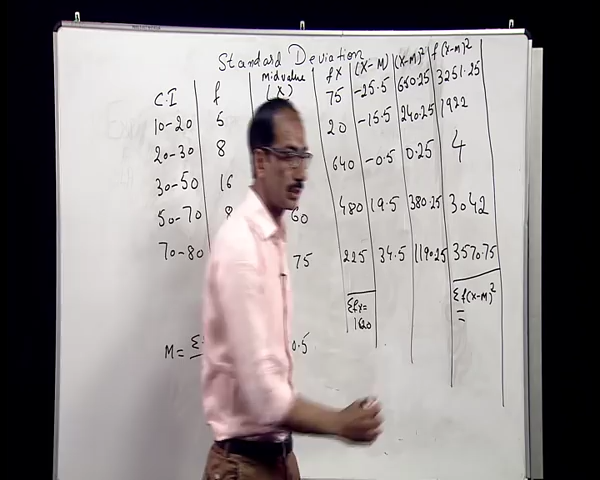 Standard Deviation
C.I f mid value (X) fX (X-M) (X-M)² f(X-M)²
10-20 5 75 -25.5 650.25 3251.25
20-30 8 20 -15.5 240.25 1922
30-50 16 640 -0.5 0.25 4
50-70 8 60 480 19.5 380.25 3042
70-80 75 225 34.5 1190.25 3570.75
Σfx= Σf(X-M)²
1620 =
M= Σ 0.5